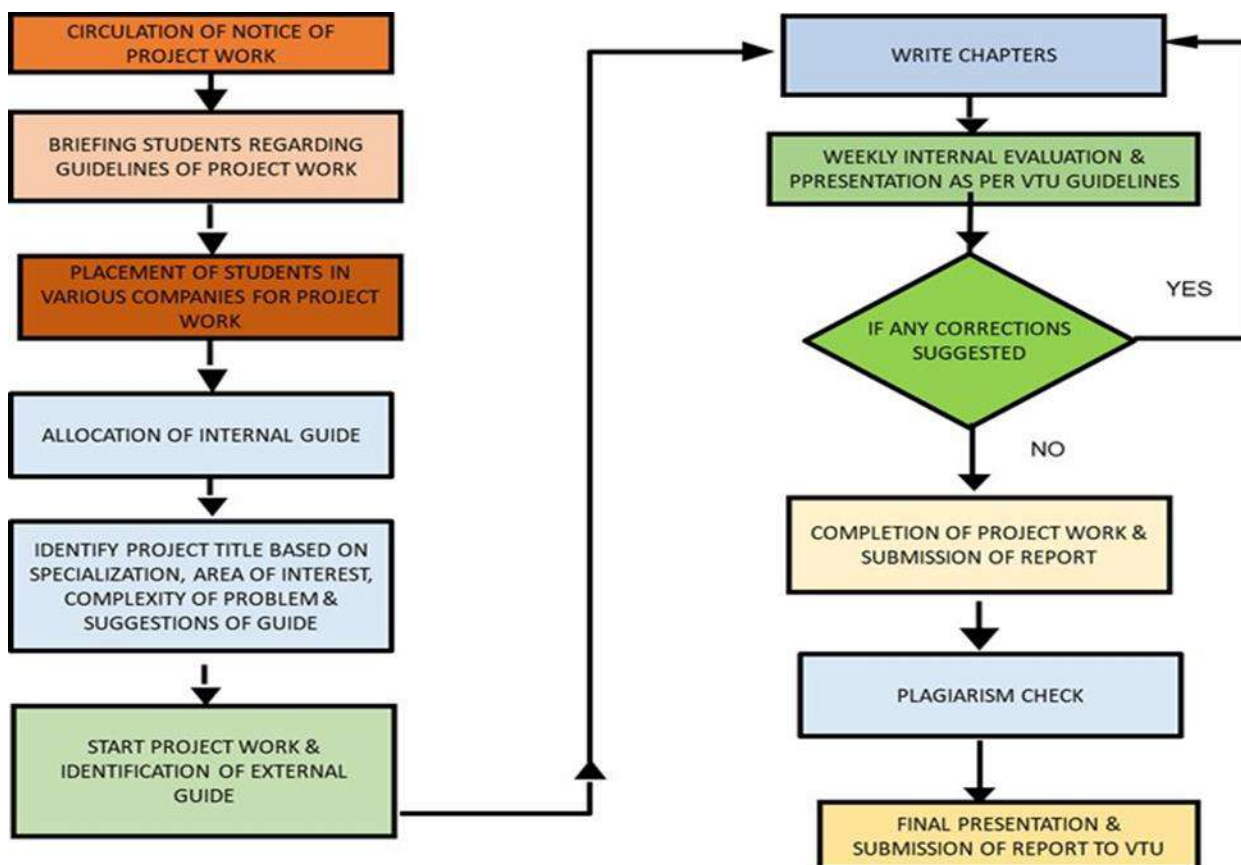 CIRCULATION OF NOTICE OF
PROJECT WORK
BRIEFING STUDENTS REGARDING
GUIDELINES OF PROJECT WORK
PLACEMENT OF STUDENTS IN
VARIOUS COMPANIES FOR PROJECT
WORK
ALLOCATION OF INTERNAL GUIDE
IDENTIFY PROJECT TITLE BASED ON
SPECIALIZATION, AREA OF INTEREST,
COMPLEXITY OF PROBLEM &
SUGGESTIONS OF GUIDE
START PROJECT WORK &
IDENTIFICATION OF EXTERNAL
GUIDE
WRITE CHAPTERS
WEEKLY INTERNAL EVALUATION &
PPRESENTATION AS PER VTU GUIDELINES
IF ANY CORRECTIONS
SUGGESTED
YES
NO
COMPLETION OF PROJECT WORK &
SUBMISSION OF REPORT
PLAGIARISM CHECK
FINAL PRESENTATION &
SUBMISSION OF REPORT TO VTU